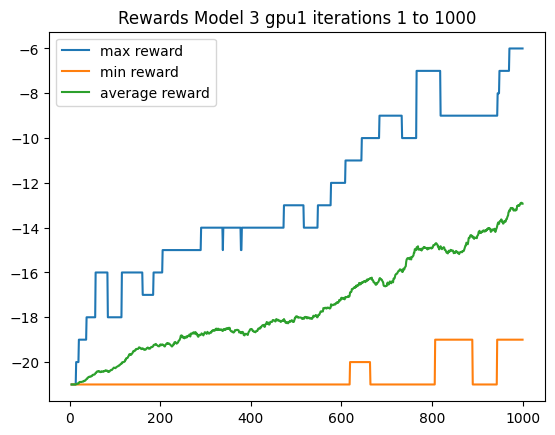 Rewards Model 3 gpu1 iterations 1 to 1000
max reward
min reward
average reward
−6
−8
−10
−12
−14
−16
−18
−20
0 200 400 600 800 1000